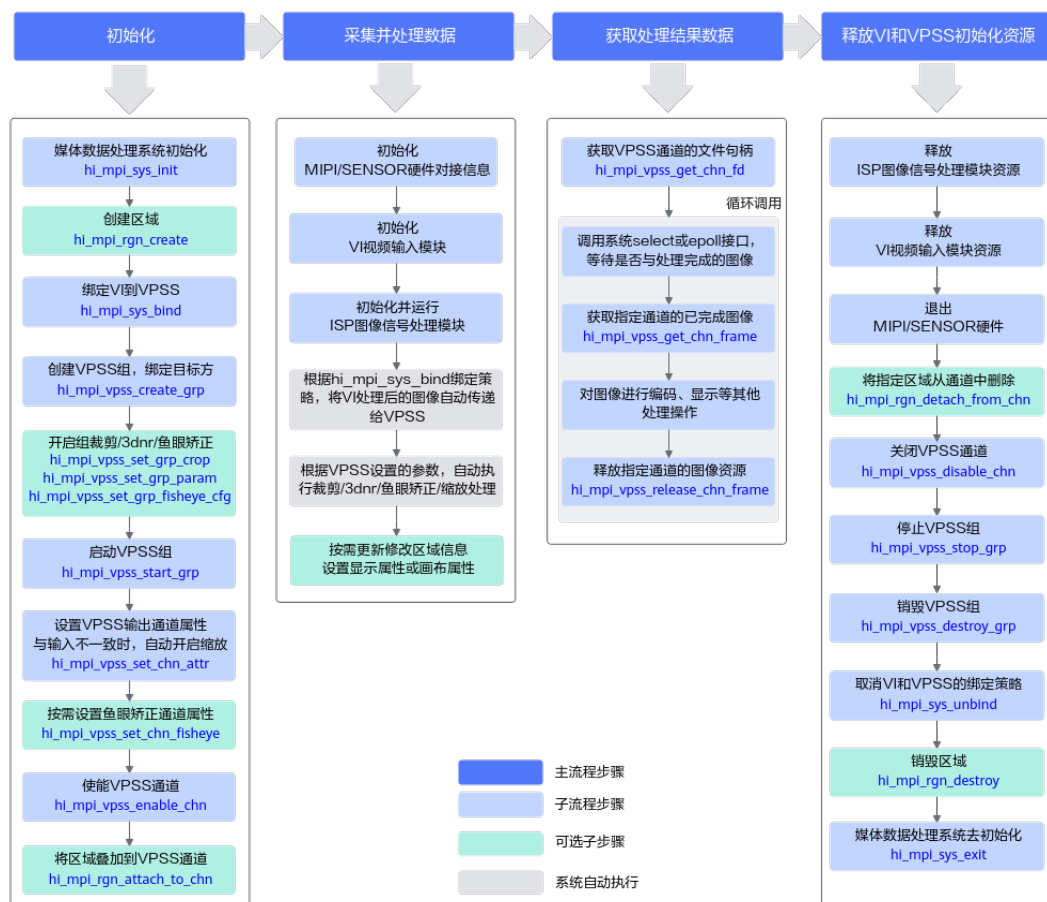 初始化
采集并处理数据
获取处理结果数据
释放VI和VPSS初始化资源
媒体数据处理系统初始化
hi_mpi_sys_init
创建区域
hi_mpi_rgn_create
绑定VI到VPSS
hi_mpi_sys_bind
创建VPSS组，绑定目标方
hi_mpi_vpss_create_grp
开启组裁剪/3dnr/鱼眼矫正
hi_mpi_vpss_set_grp_crop
hi_mpi_vpss_set_grp_param
hi_mpi_vpss_set_grp_fisheye_cfg
启动VPSS组
hi_mpi_vpss_start_grp
设置VPSS输出通道属性
与输入不一致时，自动开启缩放
hi_mpi_vpss_set_chn_attr
按需设置鱼眼矫正通道属性
hi_mpi_vpss_set_chn_fisheye
使能VPSS通道
hi_mpi_vpss_enable_chn
将区域叠加到VPSS通道
hi_mpi_rgn_attach_to_chn
初始化
MIPI/SENSOR硬件对接信息
初始化
VI视频输入模块
初始化并运行
ISP图像信号处理模块
根据hi_mpi_sys_bind绑定策
略，将VI处理后的图像自动传递
给VPSS
根据VPSS设置的参数，自动执
行裁剪/3dnr/鱼眼矫正/缩放处理
按需更新修改区域信息
设置显示属性或画布属性
获取VPSS通道的文件句柄
hi_mpi_vpss_get_chn_fd
循环调用
调用系统select或epoll接口，
等待是否与处理完成的图像
获取指定通道的已完成图像
hi_mpi_vpss_get_chn_frame
对图像进行编码、显示等其他
处理操作
释放指定通道的图像资源
hi_mpi_vpss_release_chn_frame
释放
ISP图像信号处理模块资源
释放
VI视频输入模块资源
退出
MIPI/SENSOR硬件
将指定区域从通道中删除
hi_mpi_rgn_detach_from_chn
关闭VPSS通道
hi_mpi_vpss_disable_chn
停止VPSS组
hi_mpi_vpss_stop_grp
销毁VPSS组
hi_mpi_vpss_destroy_grp
取消VI和VPSS的绑定策略
hi_mpi_sys_unbind
销毁区域
hi_mpi_rgn_destroy
媒体数据处理系统去初始化
hi_mpi_sys_exit
主流程步骤
子流程步骤
可选子步骤
系统自动执行